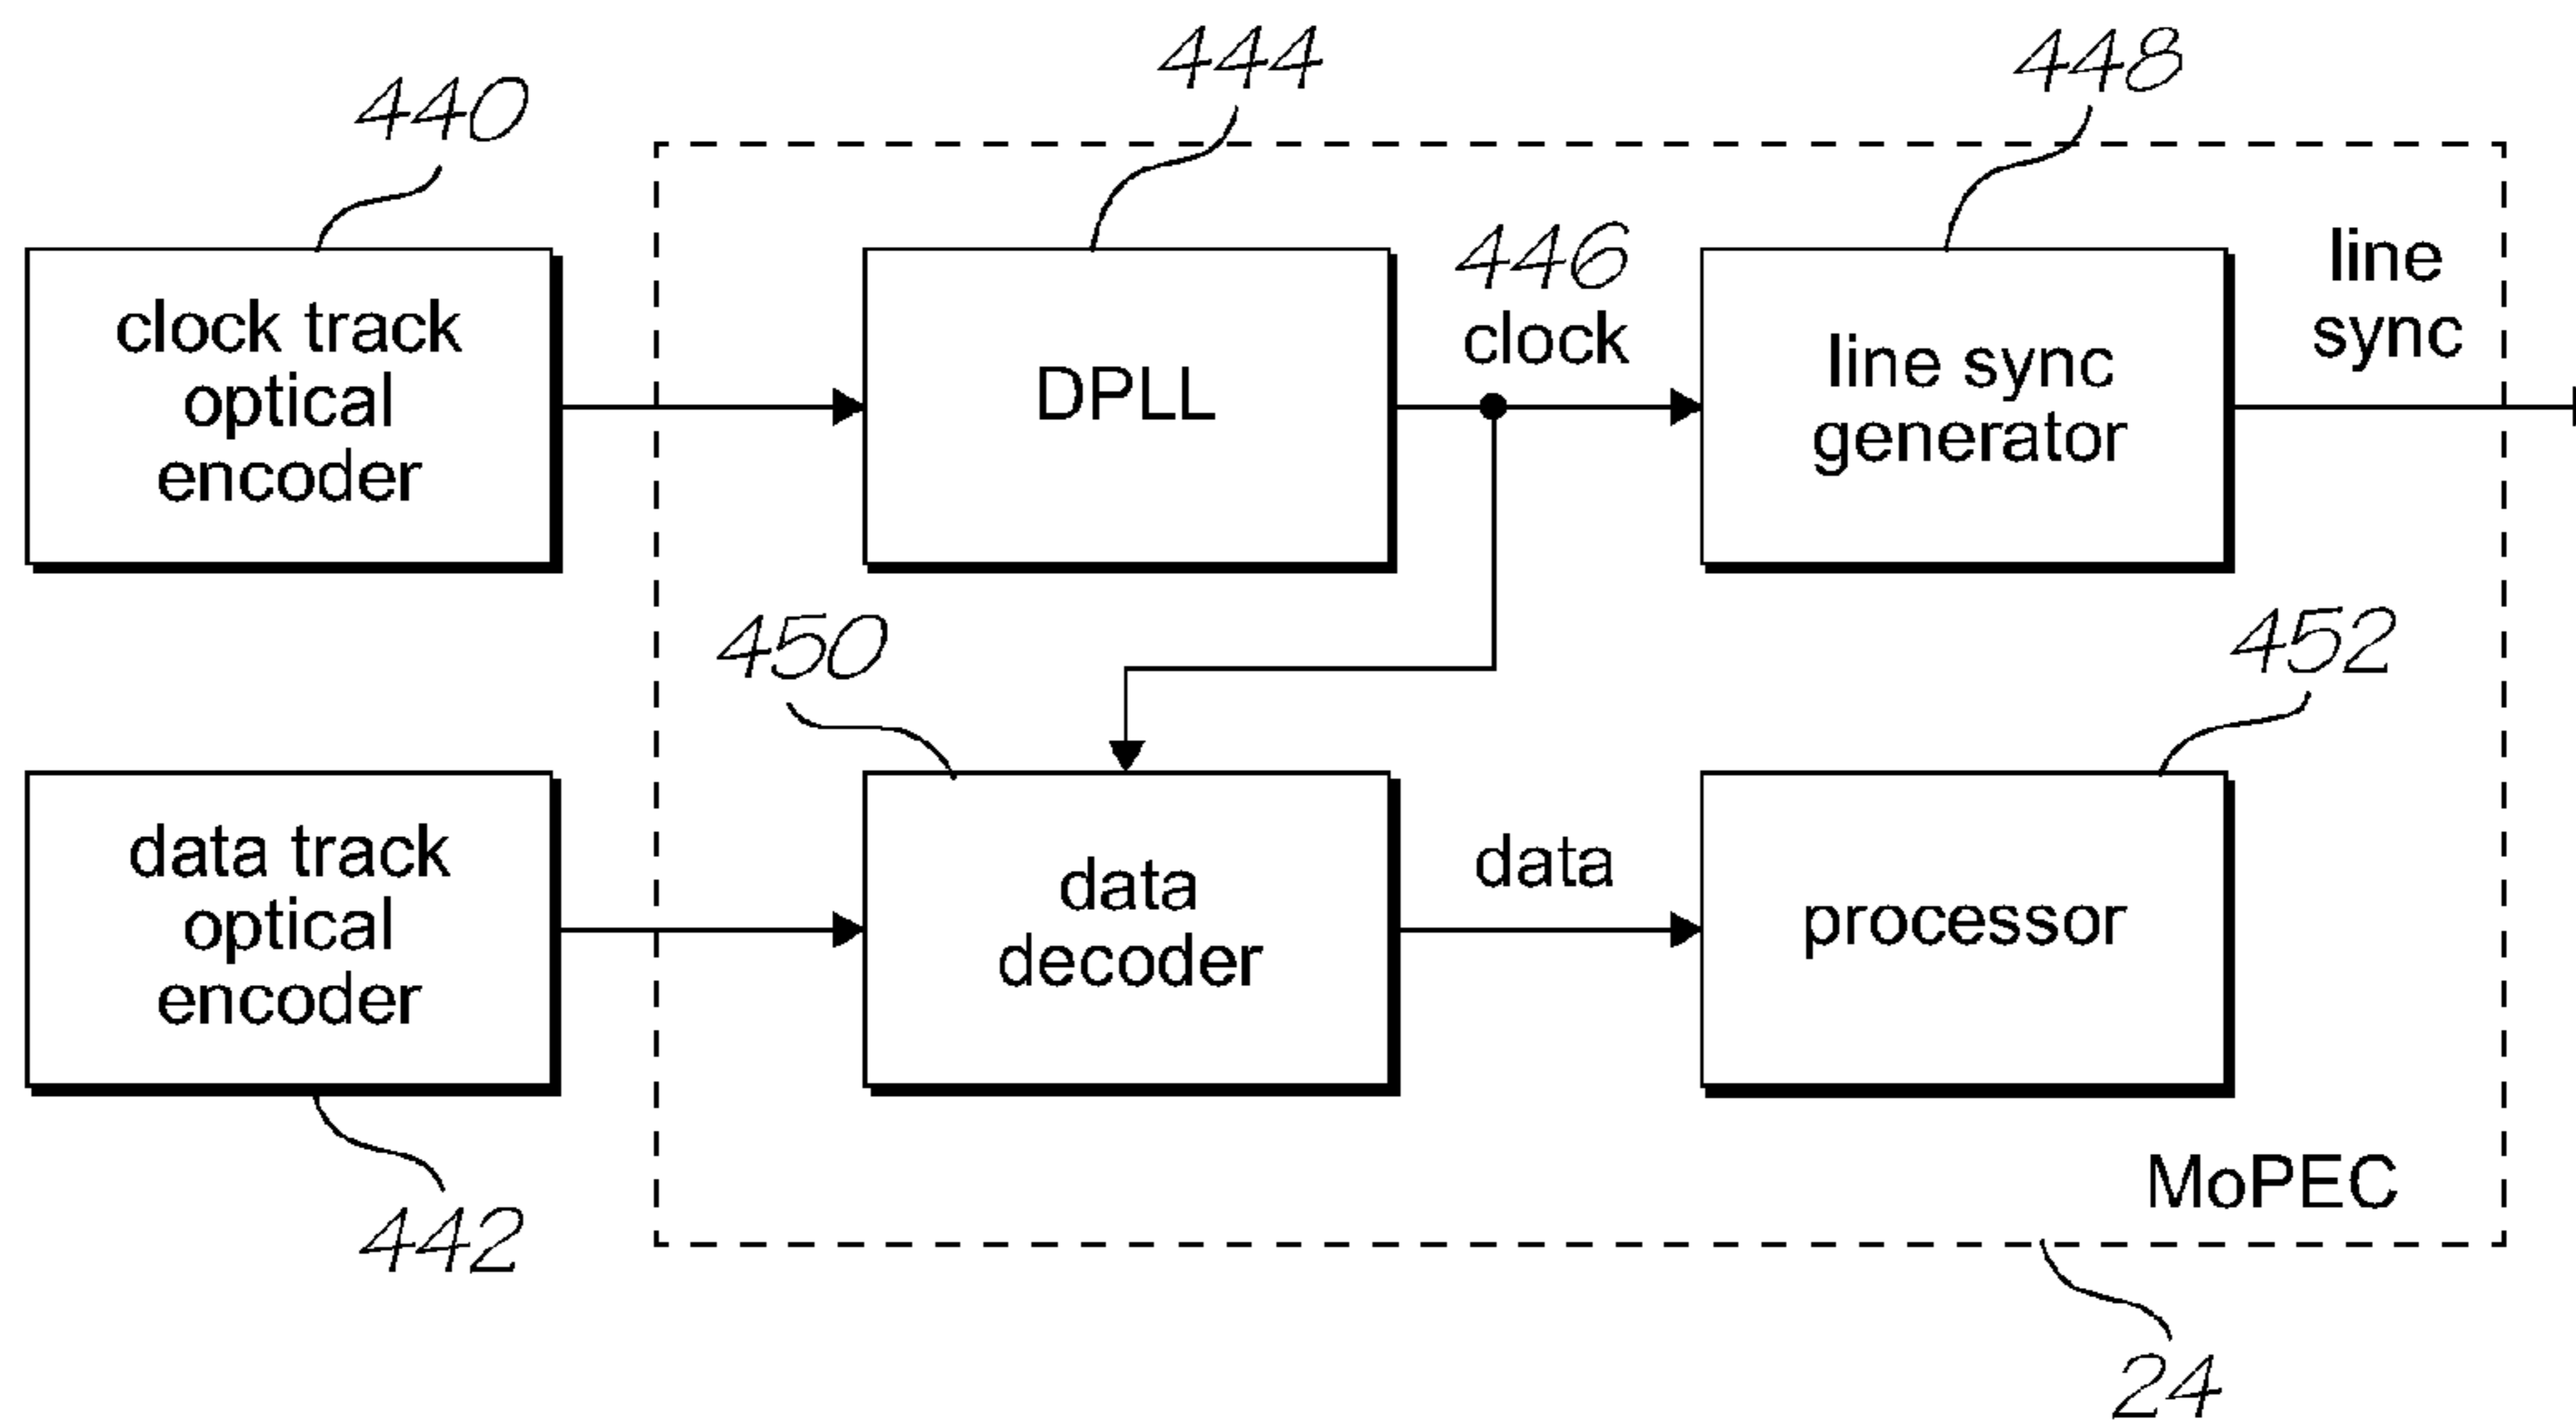 440
444
448
clock track
optical
encoder
DPLL
446
clock
line sync
generator
line
sync
450
452
data track
optical
encoder
data
decoder
data
processor
MoPEC
442
24